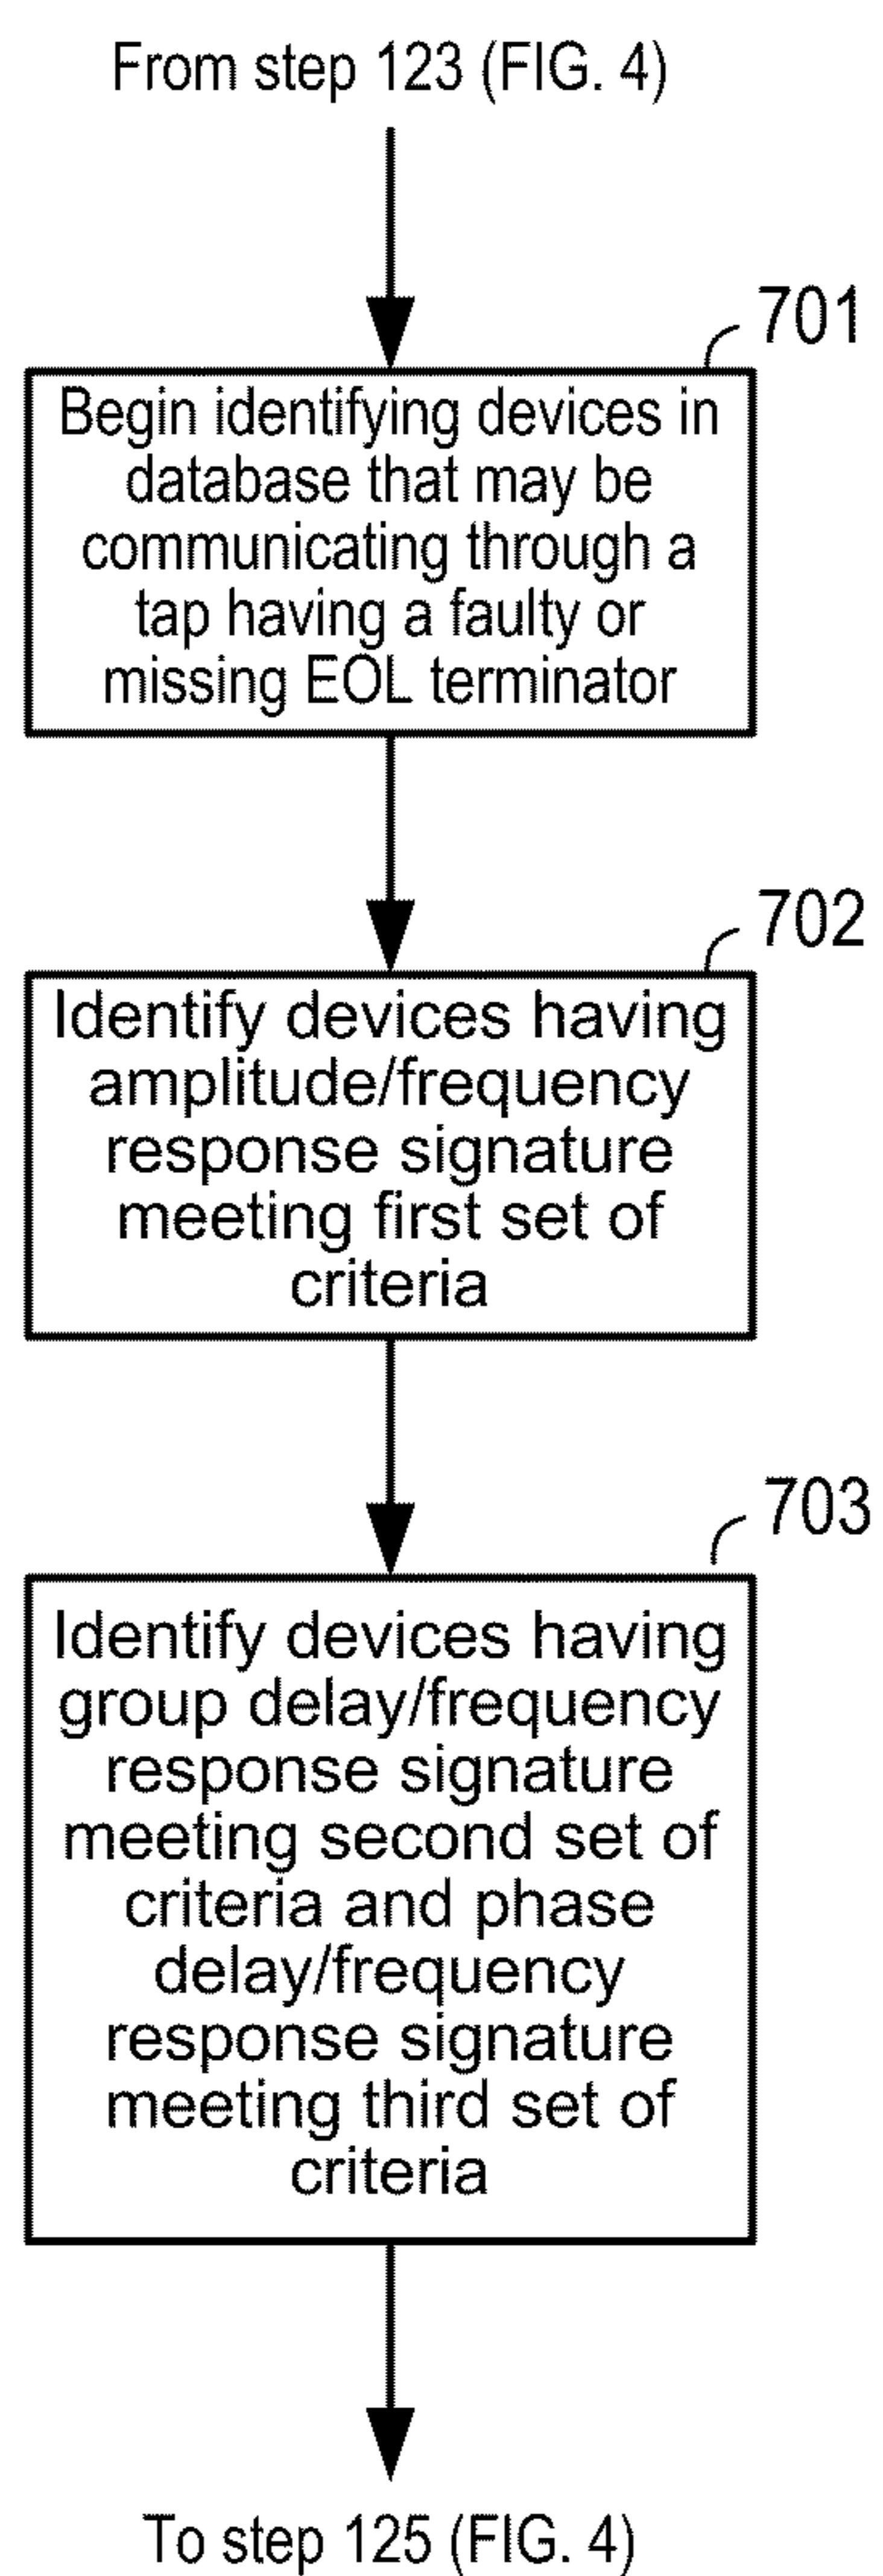 From step 123 (FIG. 4)
701
Begin identifying devices in
database that may be
communicating through a
tap having a faulty or
missing EOL terminator
702
Identify devices having
amplitude/frequency
response signature
meeting first set of
criteria
703
Identify devices having
group delay/frequency
response signature
meeting second set of
criteria and phase
delay/frequency
response signature
meeting third set of
criteria
To step 125 (FIG. 4)